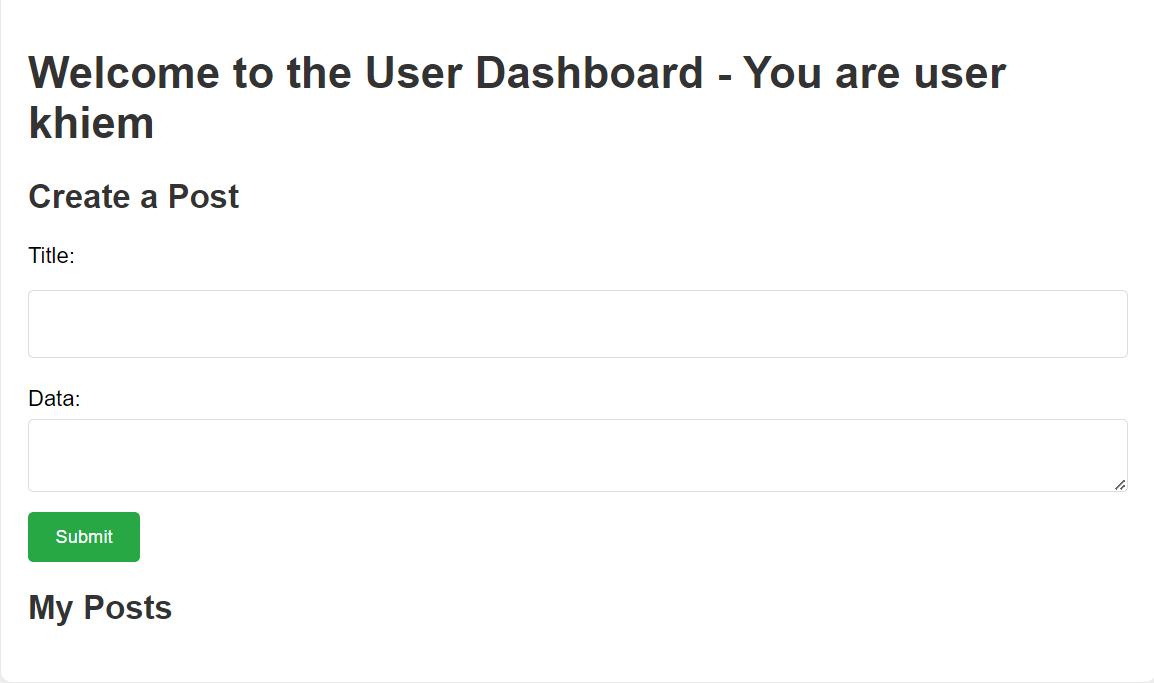 Welcome to the User Dashboard - You are user
khiem
Create a Post
Title:
Data:
Submit
My Posts